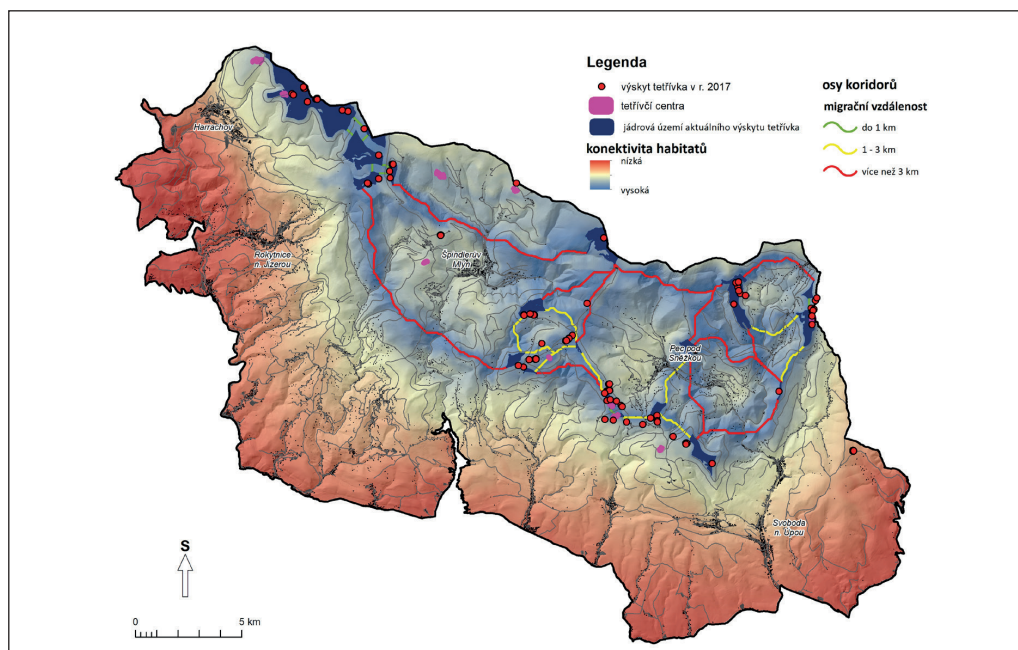 Legenda
výskyt tetřívka v r. 2017
tetřívčí centra
jádrová území aktuálního výskytu tetřívka
konektivita habitatů
nízká
vysoká
osy koridorů
migrační vzdálenost
do 1 km
1 - 3 km
více než 3 km
Harrachov
Rokytnice
n. Jizerou
Špindlerův
Mlýn
Pec pod
Sněžkou
Svoboda
n. Úpou
S
0 5 km